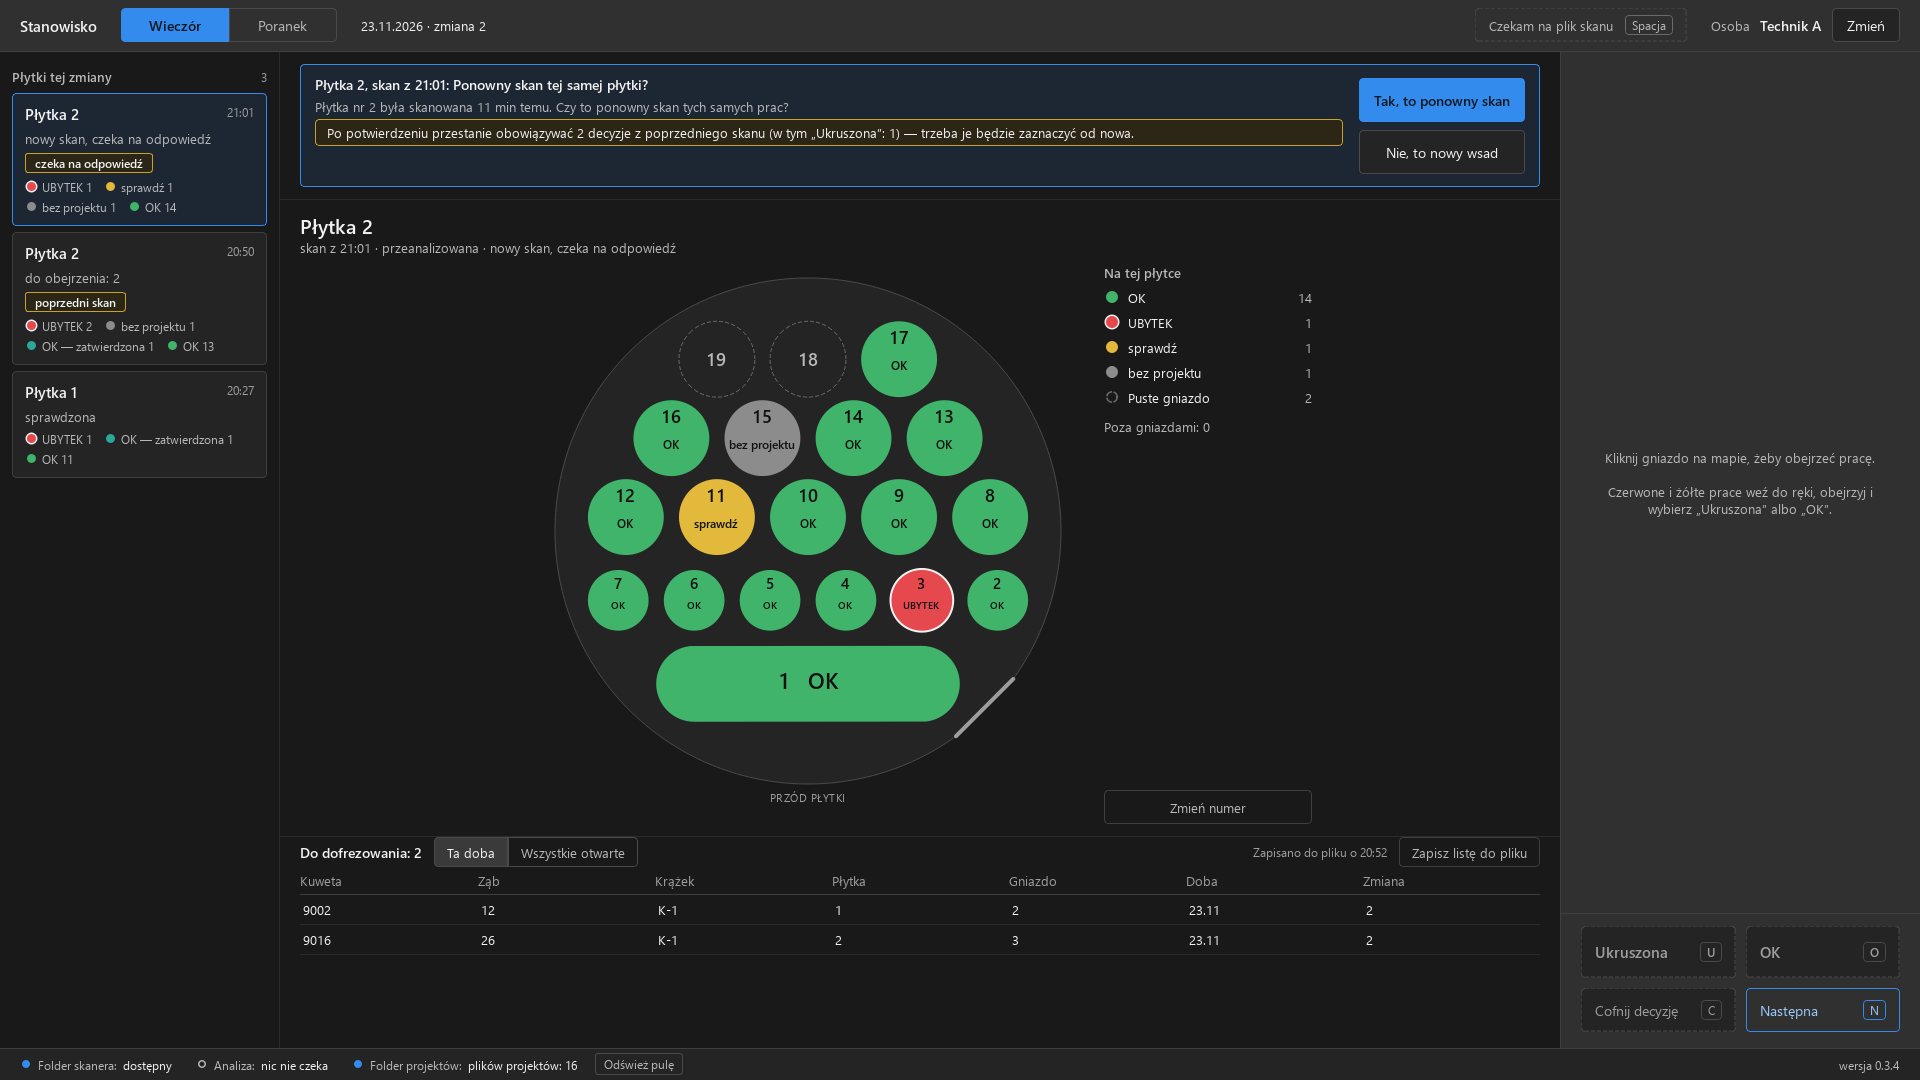 Stanowisko
Wieczór
Poranek
23.11.2026 · zmiana 2
Czekam na plik skanu
Spacja
Osoba
Technik A
Zmień
Płytki tej zmiany
3
Płytka 2
21:01
nowy skan, czeka na odpowiedź
czeka na odpowiedź
UBYTEK 1 sprawdź 1
bez projektu 1 OK 14
Płytka 2
20:50
do obejrzenia: 2
poprzedni skan
UBYTEK 2 bez projektu 1
OK — zatwierdzona 1 OK 13
Płytka 1
20:27
sprawdzona
UBYTEK 1 OK — zatwierdzona 1
OK 11
Płytka 2, skan z 21:01: Ponowny skan tej samej płytki?
Płytka nr 2 była skanowana 11 min temu. Czy to ponowny skan tych samych prac?
Po potwierdzeniu przestanie obowiązywać 2 decyzje z poprzedniego skanu (w tym „Ukruszona”: 1) — trzeba je będzie zaznaczyć od nowa.
Tak, to ponowny skan
Nie, to nowy wsad
Płytka 2
skan z 21:01 · przeanalizowana · nowy skan, czeka na odpowiedź
19
18
17
OK
16
OK
15
bez projektu
14
OK
13
OK
12
OK
11
sprawdź
10
OK
9
OK
8
OK
7
OK
6
OK
5
OK
4
OK
3
UBYTEK
2
OK
1 OK
PRZÓD PŁYTKI
Na tej płytce
OK 14
UBYTEK 1
sprawdź 1
bez projektu 1
Puste gniazdo 2
Poza gniazdami: 0
Zmień numer
Do dofrezowania: 2
Ta doba
Wszystkie otwarte
Zapisano do pliku o 20:52
Zapisz listę do pliku
Kuweta Ząb Krążek Płytka Gniazdo Doba Zmiana
9002 12 K-1 1 2 23.11 2
9016 26 K-1 2 3 23.11 2
Kliknij gniazdo na mapie, żeby obejrzeć pracę.
Czerwone i żółte prace weź do ręki, obejrzyj i
wybierz „Ukruszona” albo „OK”.
Ukruszona U
OK O
Cofnij decyzję C
Następna N
Folder skanera: dostępny
Analiza: nic nie czeka
Folder projektów: plików projektów: 16
Odśwież pulę
wersja 0.3.4